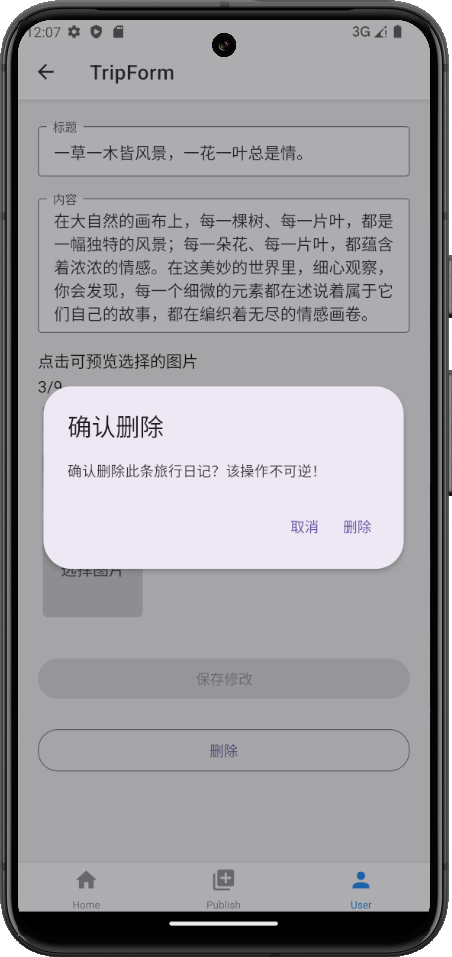 12:07
3G
TripForm
标题
一草一木皆风景，一花一叶总是情。
内容
在大自然的画布上，每一棵树、每一片叶，都是
一幅独特的风景；每一朵花、每一片叶，都蕴含
着浓浓的情感。在这美妙的世界里，细心观察，
你会发现，每一个细微的元素都在述说着属于它
们自己的故事，都在编织着无尽的情感画卷。
点击可预览选择的图片
3/9
确认删除
确认删除此条旅行日记？该操作不可逆！
取消 删除
选择图片
保存修改
删除
Home Publish User